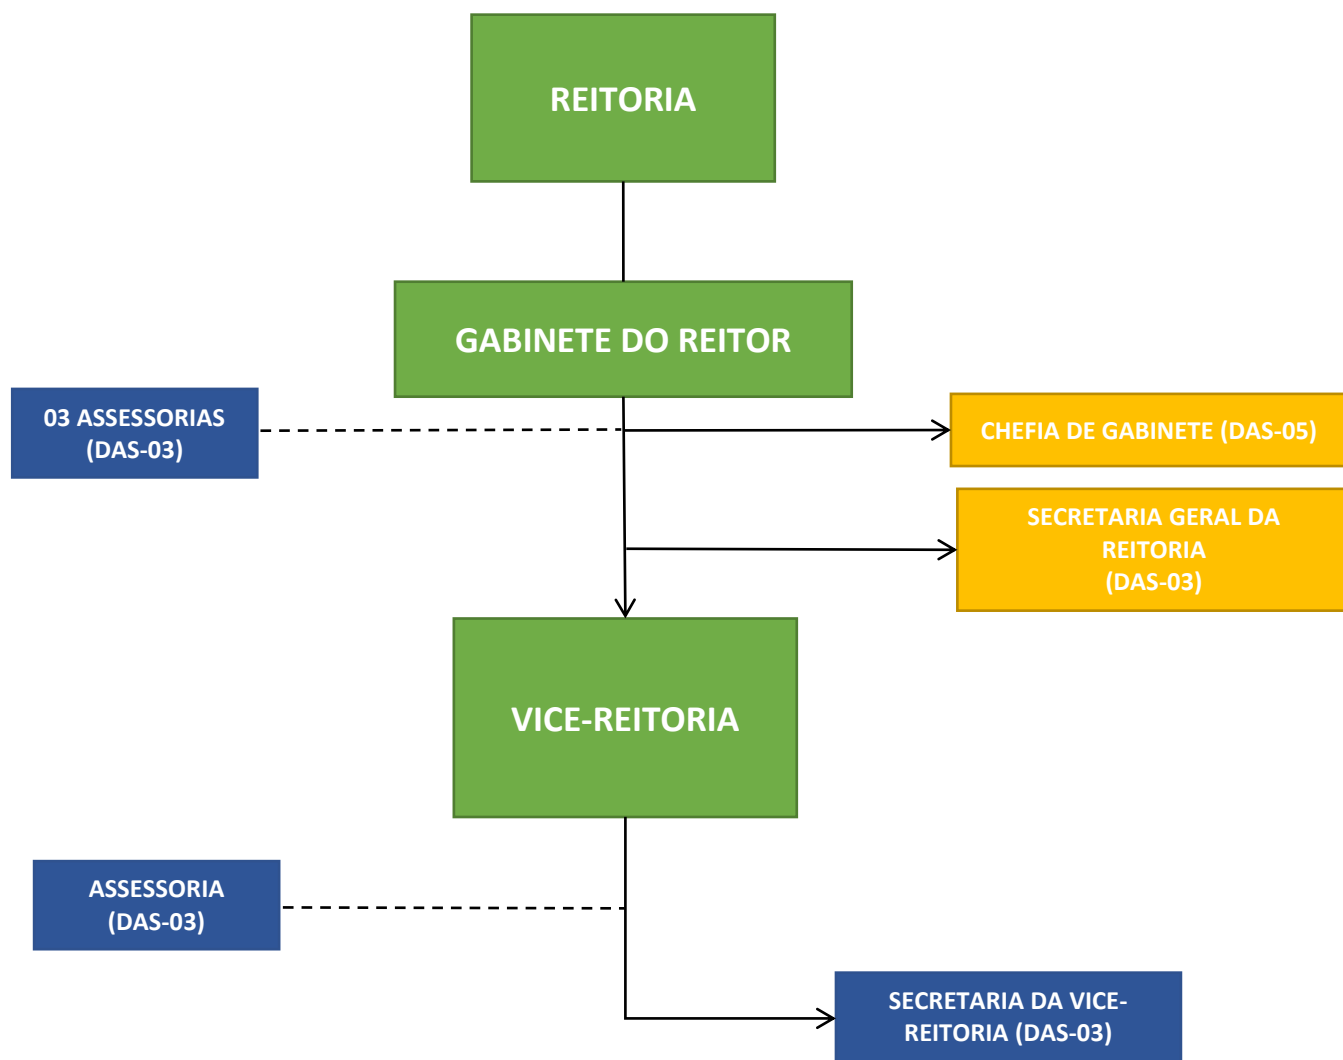 REITORIA
GABINETE DO REITOR
03 ASSESSORIAS
(DAS-03)
CHEFIA DE GABINETE (DAS-05)
SECRETARIA GERAL DA
REITORIA
(DAS-03)
VICE-REITORIA
ASSESSORIA
(DAS-03)
SECRETARIA DA VICE-
REITORIA (DAS-03)